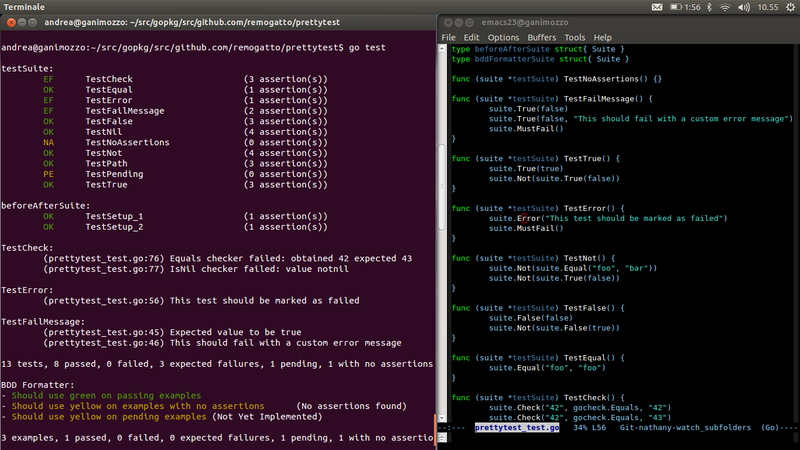 Terminale
1:56
10.55
andrea@ganimozzo: ~/src/gopkg/src/github.com/remogatto/prettytest
andrea@ganimozzo:~/src/gopkg/src/github.com/remogatto/prettytest$ go test
testSuite:
EF TestCheck (3 assertion(s))
OK TestEqual (1 assertion(s))
EF TestError (1 assertion(s))
EF TestFailMessage (2 assertion(s))
OK TestFalse (3 assertion(s))
OK TestNil (4 assertion(s))
NA TestNoAssertions (0 assertion(s))
OK TestNot (4 assertion(s))
OK TestPath (3 assertion(s))
PE TestPending (0 assertion(s))
OK TestTrue (3 assertion(s))
beforeAfterSuite:
OK TestSetup_1 (1 assertion(s))
OK TestSetup_2 (1 assertion(s))
TestCheck:
(prettytest_test.go:76) Equals checker failed: obtained 42 expected 43
(prettytest_test.go:77) IsNil checker failed: value notnil
TestError:
(prettytest_test.go:56) This test should be marked as failed
TestFailMessage:
(prettytest_test.go:45) Expected value to be true
(prettytest_test.go:46) This should fail with a custom error message
13 tests, 8 passed, 0 failed, 3 expected failures, 1 pending, 1 with no assertions
BDD Formatter:
- Should use green on passing examples
- Should use yellow on examples with no assertions (No assertions found)
- Should use yellow on pending examples (Not Yet Implemented)
3 examples, 1 passed, 0 failed, 0 expected failures, 1 pending, 1 with no assertio
emacs23@ganimozzo
File Edit Options Buffers Tools Help
type beforeAfterSuite struct{ Suite }
type bddFormatterSuite struct{ Suite }
func (suite *testSuite) TestNoAssertions() {}
func (suite *testSuite) TestFailMessage() {
suite.True(false)
suite.True(false, "This should fail with a custom error message")
suite.MustFail()
}
func (suite *testSuite) TestTrue() {
suite.True(true)
suite.Not(suite.True(false))
}
func (suite *testSuite) TestError() {
suite.Error("This test should be marked as failed")
suite.MustFail()
}
func (suite *testSuite) TestNot() {
suite.Not(suite.Equal("foo", "bar"))
suite.Not(suite.True(false))
}
func (suite *testSuite) TestFalse() {
suite.False(false)
suite.Not(suite.False(true))
}
func (suite *testSuite) TestEqual() {
suite.Equal("foo", "foo")
}
func (suite *testSuite) TestCheck() {
suite.Check("42", gocheck.Equals, "42")
suite.Check("42", gocheck.Equals, "43")
--:--- prettytest_test.go 34% L56 Git-nathany-watch_subfolders (Go)----